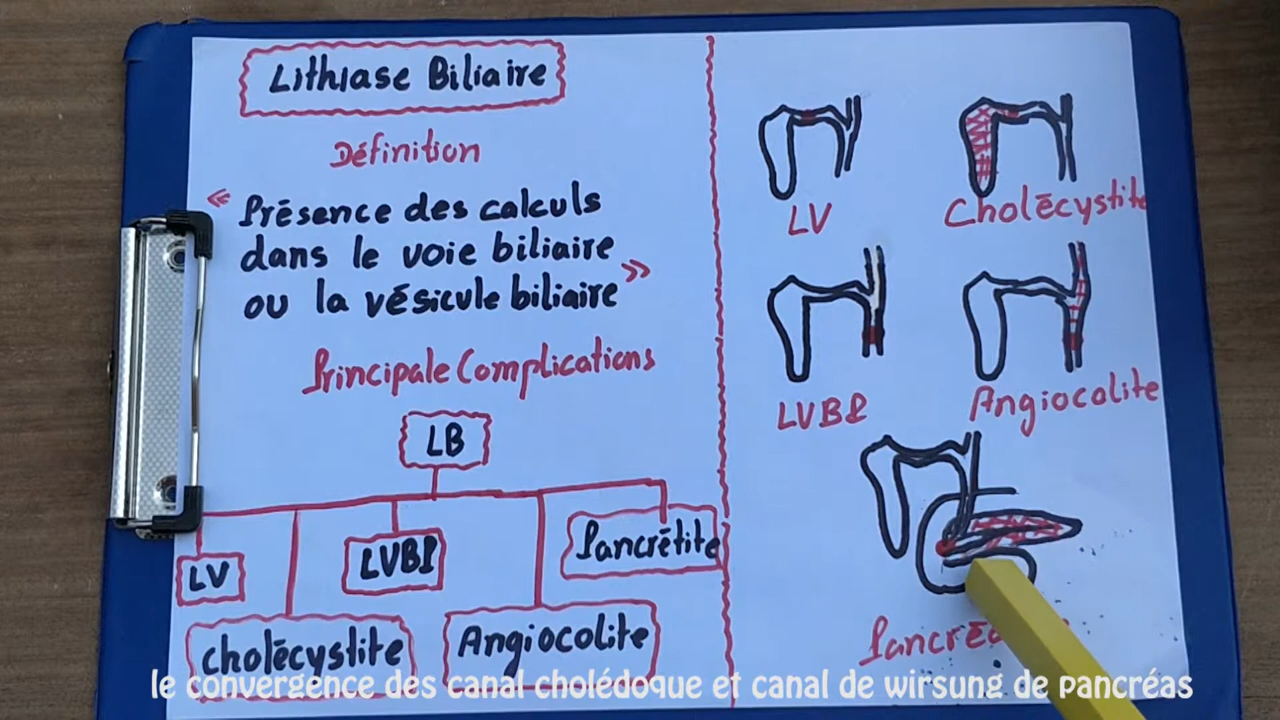 Lithiase Biliaire
Définition
« Présence des calculs
dans le voie biliaire
ou la vésicule biliaire »
Principale Complications
LB
LV
LVBP
Pancrétite
cholécystite
Angiocolite
LV
Cholécystite
LVBP
Angiocolite
le convergence des canal cholédoque et canal de wirsung de pancréas